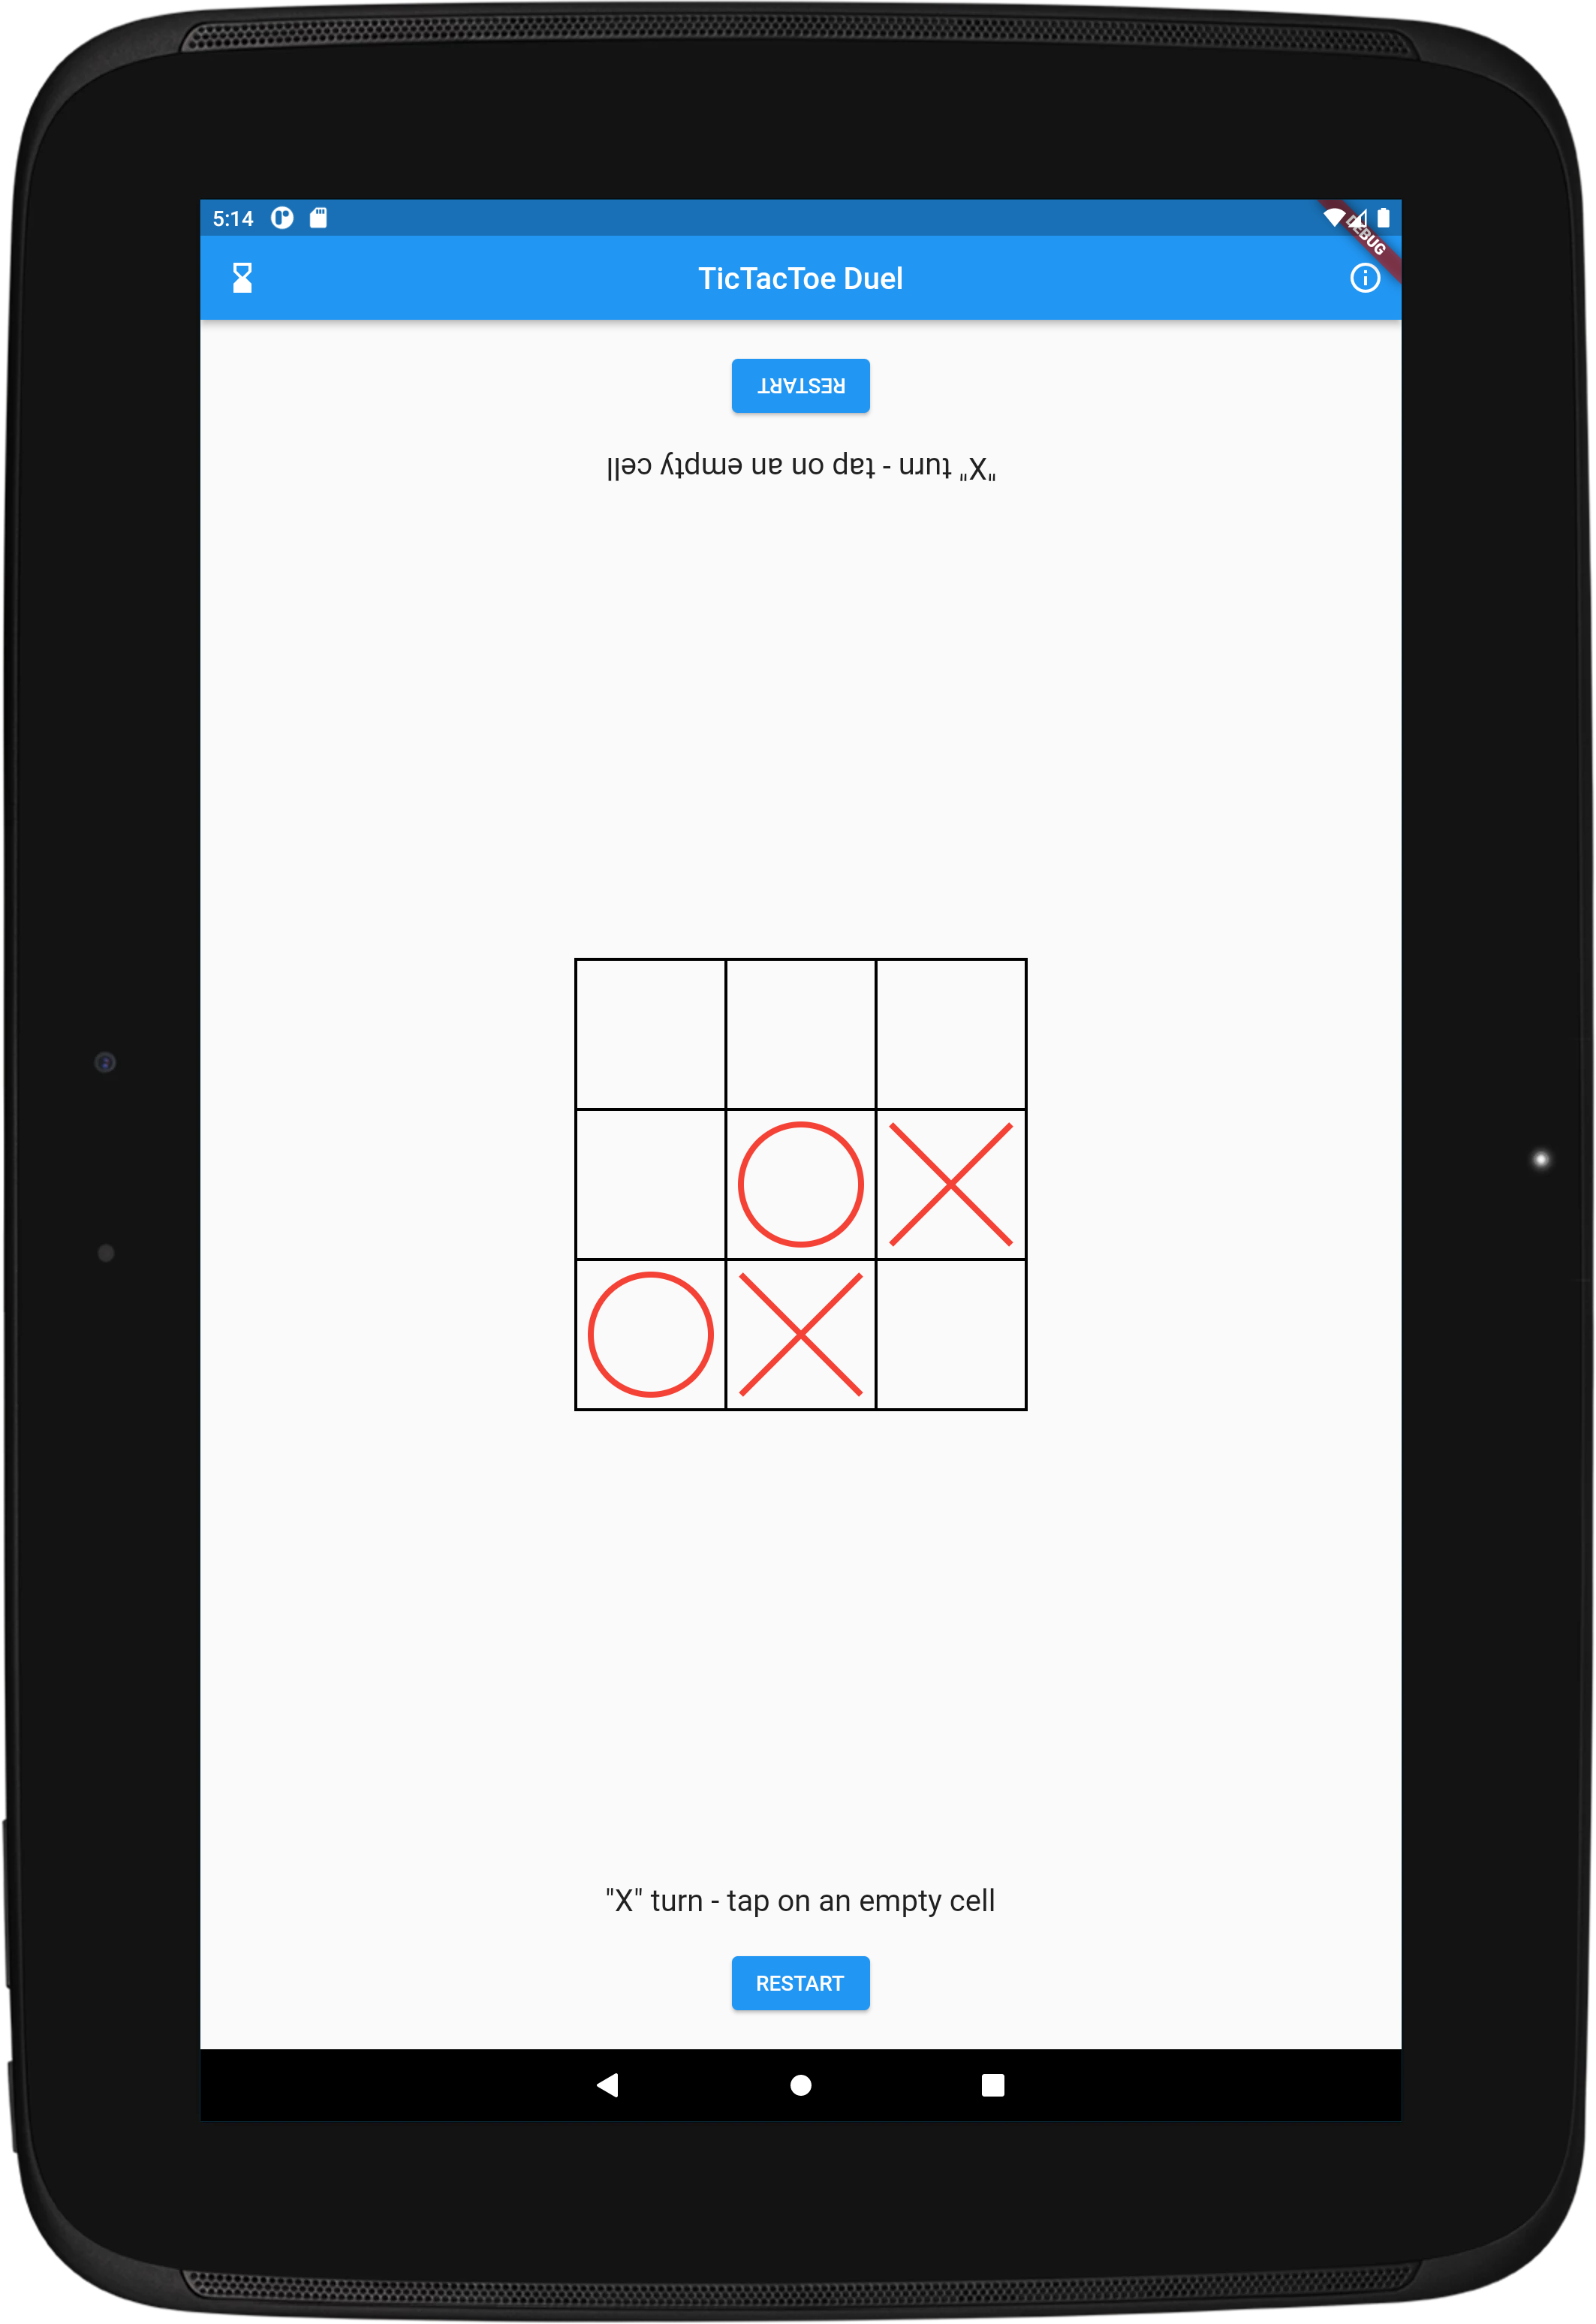 5:14
DEBUG
TicTacToe Duel
RESTART
"X" turn - tap on an empty cell
"X" turn - tap on an empty cell
RESTART